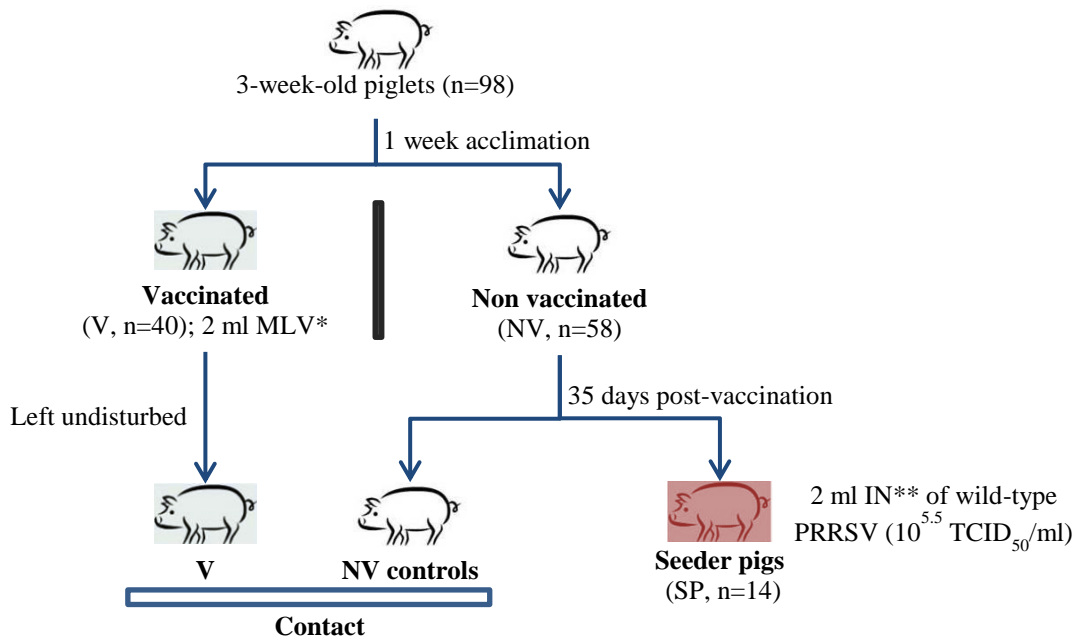 3-week-old piglets (n=98)
1 week acclimation
Vaccinated
(V, n=40); 2 ml MLV*
Non vaccinated
(NV, n=58)
35 days post-vaccination
Left undisturbed
V
NV controls
Seeder pigs
(SP, n=14)
2 ml IN** of wild-type
PRRSV (10^5.5 TCID50/ml)
Contact